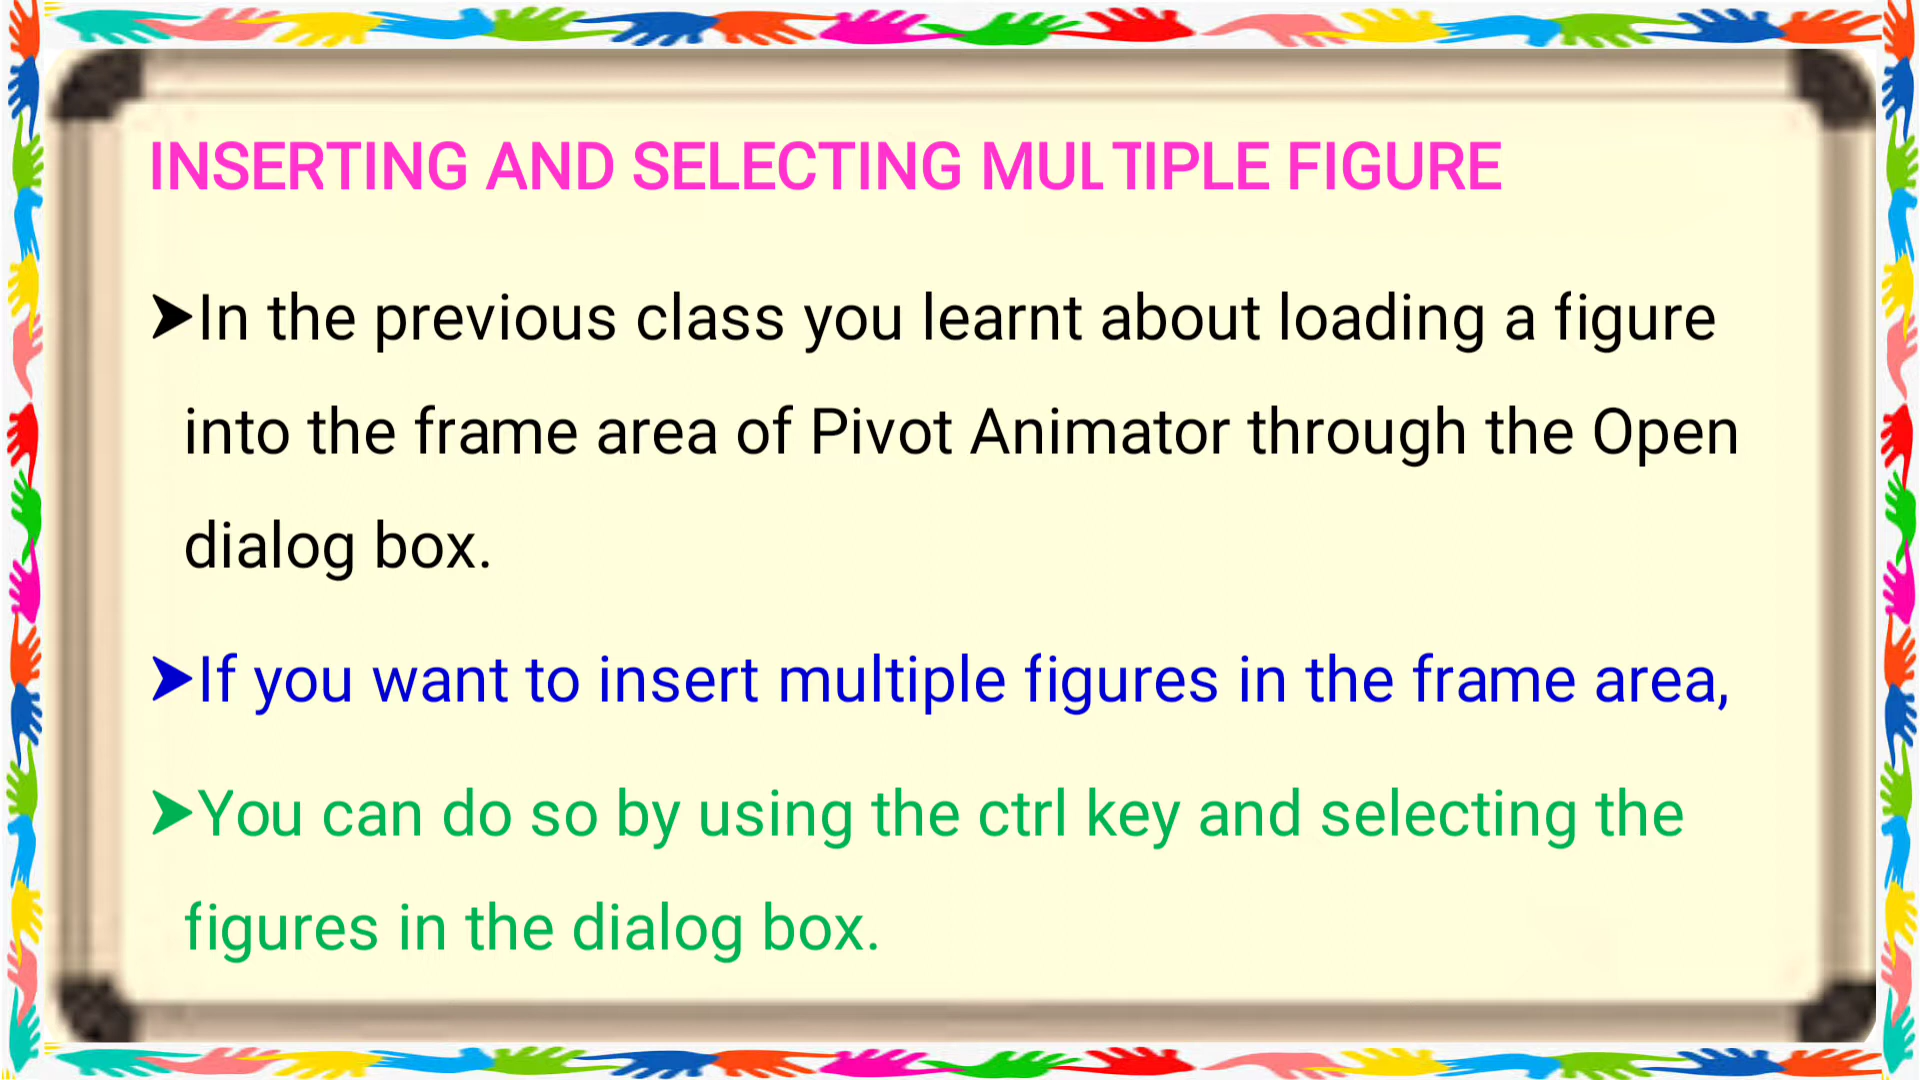 INSERTING AND SELECTING MULTIPLE FIGURE
➤In the previous class you learnt about loading a figure
into the frame area of Pivot Animator through the Open
dialog box.
➤If you want to insert multiple figures in the frame area,
➤You can do so by using the ctrl key and selecting the
figures in the dialog box.